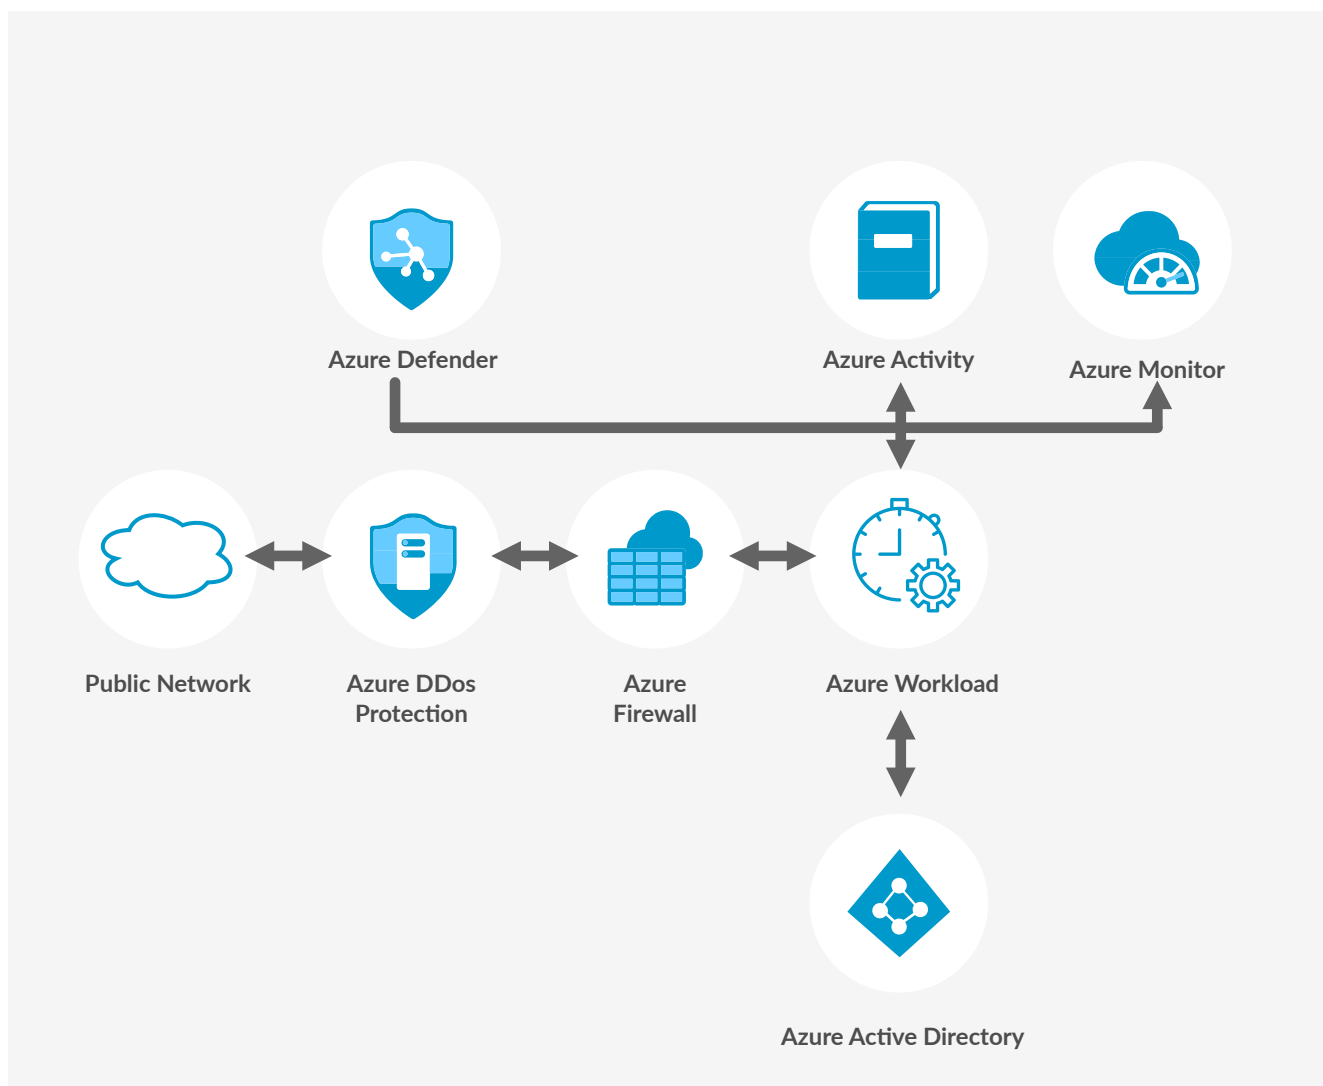 Azure Defender
Azure Activity
Azure Monitor
Public Network
Azure DDos
Protection
Azure
Firewall
Azure Workload
Azure Active Directory